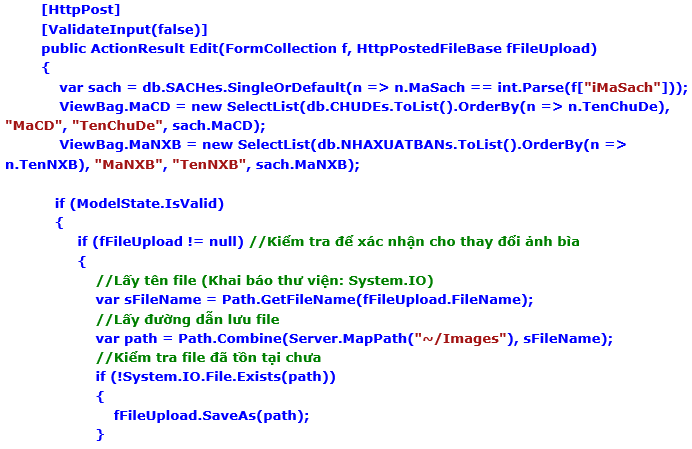 [HttpPost]
[ValidateInput(false)]
public ActionResult Edit(FormCollection f, HttpPostedFileBase fFileUpload)
{
var sach = db.SACHes.SingleOrDefault(n => n.MaSach == int.Parse(f["iMaSach"]));
ViewBag.MaCD = new SelectList(db.CHUDEs.ToList().OrderBy(n => n.TenChuDe),
"MaCD", "TenChuDe", sach.MaCD);
ViewBag.MaNXB = new SelectList(db.NHAXUATBANs.ToList().OrderBy(n =>
n.TenNXB), "MaNXB", "TenNXB", sach.MaNXB);
if (ModelState.IsValid)
{
if (fFileUpload != null) //Kiểm tra để xác nhận cho thay đổi ảnh bìa
{
//Lấy tên file (Khai báo thư viện: System.IO)
var sFileName = Path.GetFileName(fFileUpload.FileName);
//Lấy đường dẫn lưu file
var path = Path.Combine(Server.MapPath("~/Images"), sFileName);
//Kiểm tra file đã tồn tại chưa
if (!System.IO.File.Exists(path))
{
fFileUpload.SaveAs(path);
}